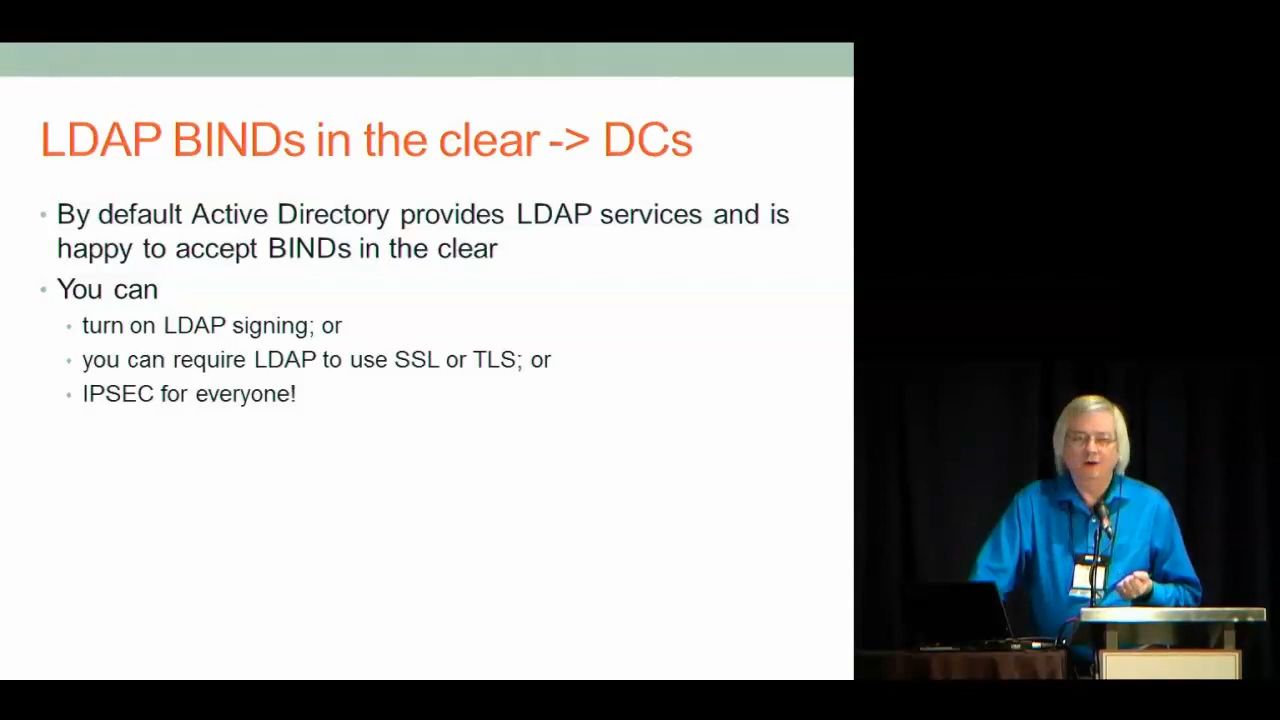 LDAP BINDs in the clear -> DCs
• By default Active Directory provides LDAP services and is
happy to accept BINDs in the clear
• You can
• turn on LDAP signing; or
• you can require LDAP to use SSL or TLS; or
• IPSEC for everyone!